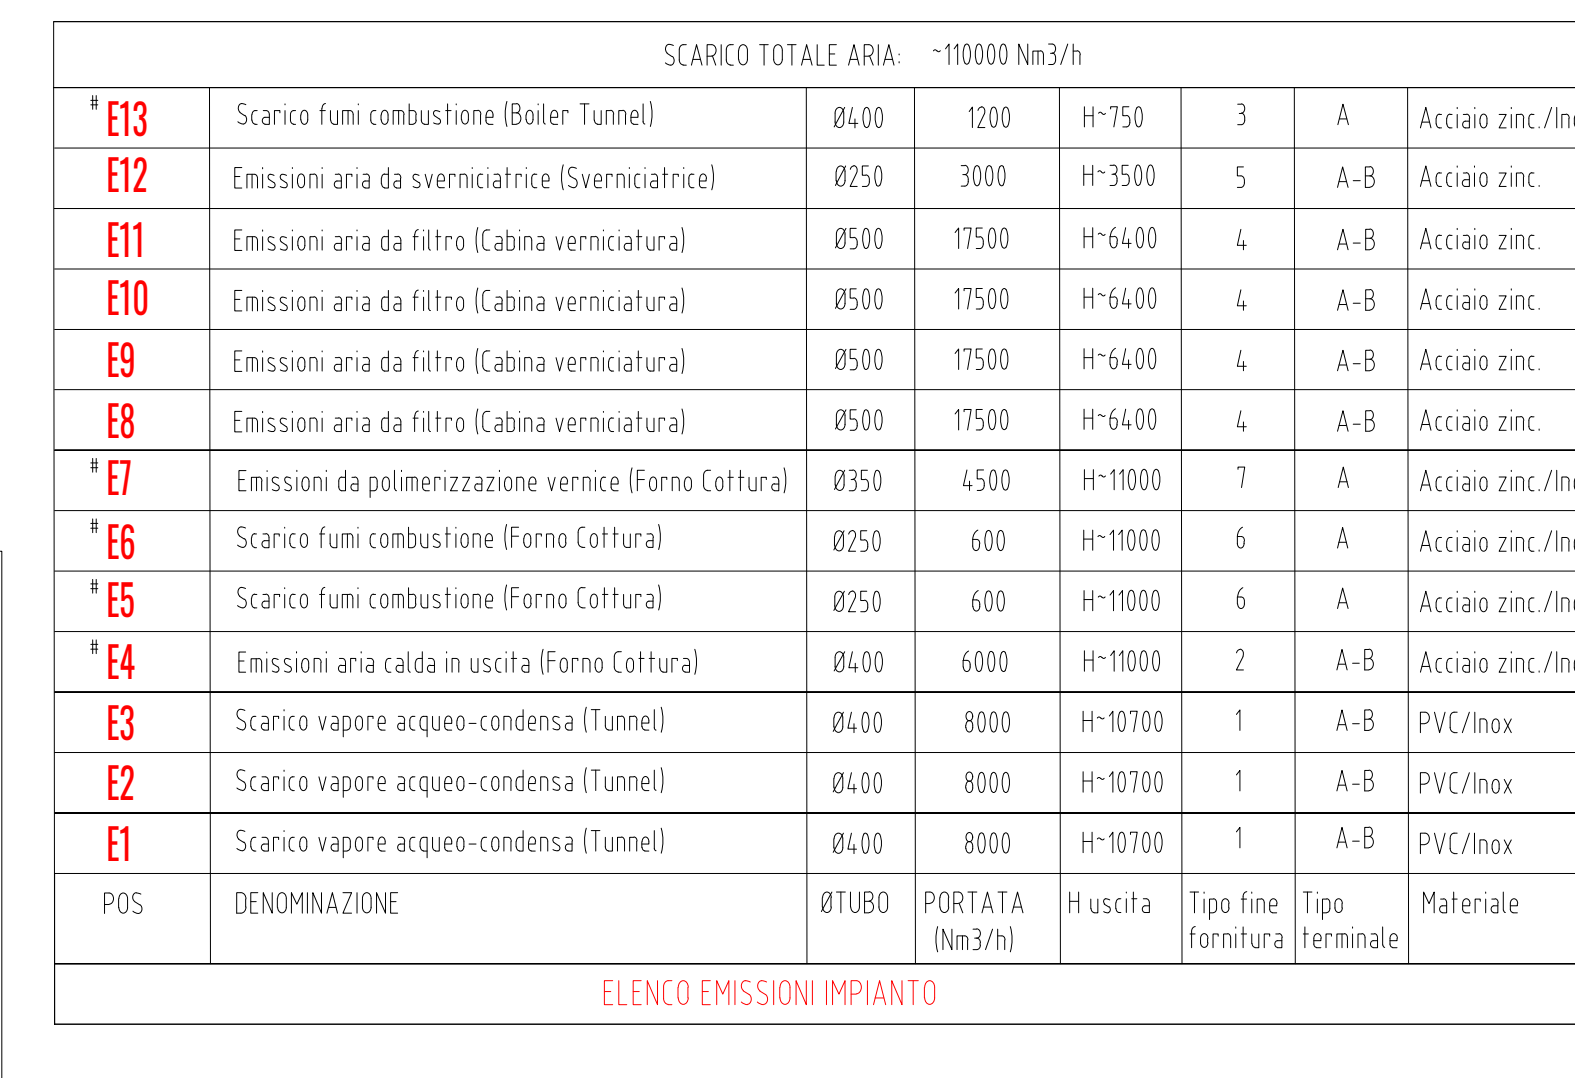 SCARICO TOTALE ARIA: ~110000 Nm3/h
# E13 Scarico fumi combustione (Boiler Tunnel) Ø400 1200 H~750 3 A Acciaio zinc./In
E12 Emissioni aria da sverniciatrice (Sverniciatrice) Ø250 3000 H~3500 5 A-B Acciaio zinc.
E11 Emissioni aria da filtro (Cabina verniciatura) Ø500 17500 H~6400 4 A-B Acciaio zinc.
E10 Emissioni aria da filtro (Cabina verniciatura) Ø500 17500 H~6400 4 A-B Acciaio zinc.
E9 Emissioni aria da filtro (Cabina verniciatura) Ø500 17500 H~6400 4 A-B Acciaio zinc.
E8 Emissioni aria da filtro (Cabina verniciatura) Ø500 17500 H~6400 4 A-B Acciaio zinc.
# E7 Emissioni da polimerizzazione vernice (Forno Cottura) Ø350 4500 H~11000 7 A Acciaio zinc./In
# E6 Scarico fumi combustione (Forno Cottura) Ø250 600 H~11000 6 A Acciaio zinc./In
# E5 Scarico fumi combustione (Forno Cottura) Ø250 600 H~11000 6 A Acciaio zinc./In
# E4 Emissioni aria calda in uscita (Forno Cottura) Ø400 6000 H~11000 2 A-B Acciaio zinc./In
E3 Scarico vapore acqueo-condensa (Tunnel) Ø400 8000 H~10700 1 A-B PVC/Inox
E2 Scarico vapore acqueo-condensa (Tunnel) Ø400 8000 H~10700 1 A-B PVC/Inox
E1 Scarico vapore acqueo-condensa (Tunnel) Ø400 8000 H~10700 1 A-B PVC/Inox
POS DENOMINAZIONE ØTUBO PORTATA H uscita Tipo fine Tipo Materiale
(Nm3/h) fornitura terminale
ELENCO EMISSIONI IMPIANTO